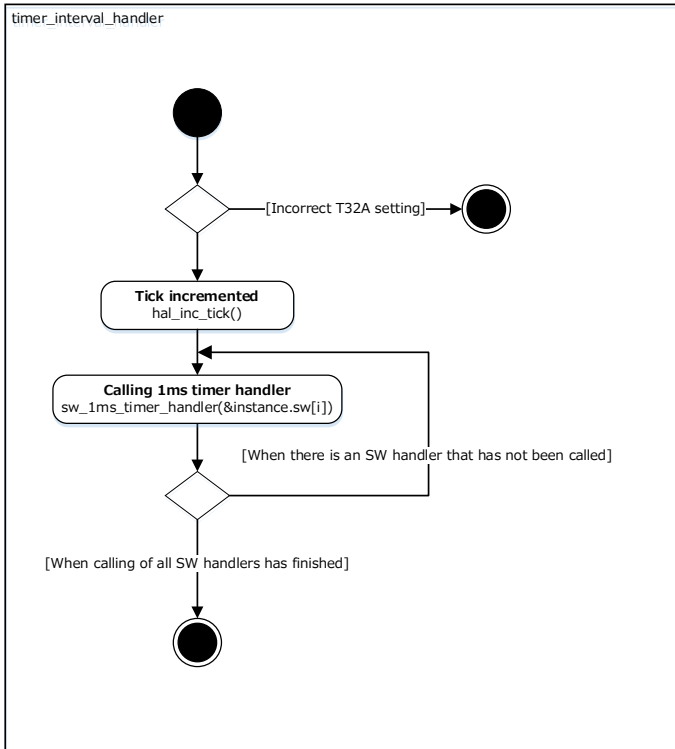 timer_interval_handler
[Incorrect T32A setting]
Tick incremented
hal_inc_tick()
Calling 1ms timer handler
sw_1ms_timer_handler(&instance.sw[i])
[When there is an SW handler that has not been called]
[When calling of all SW handlers has finished]